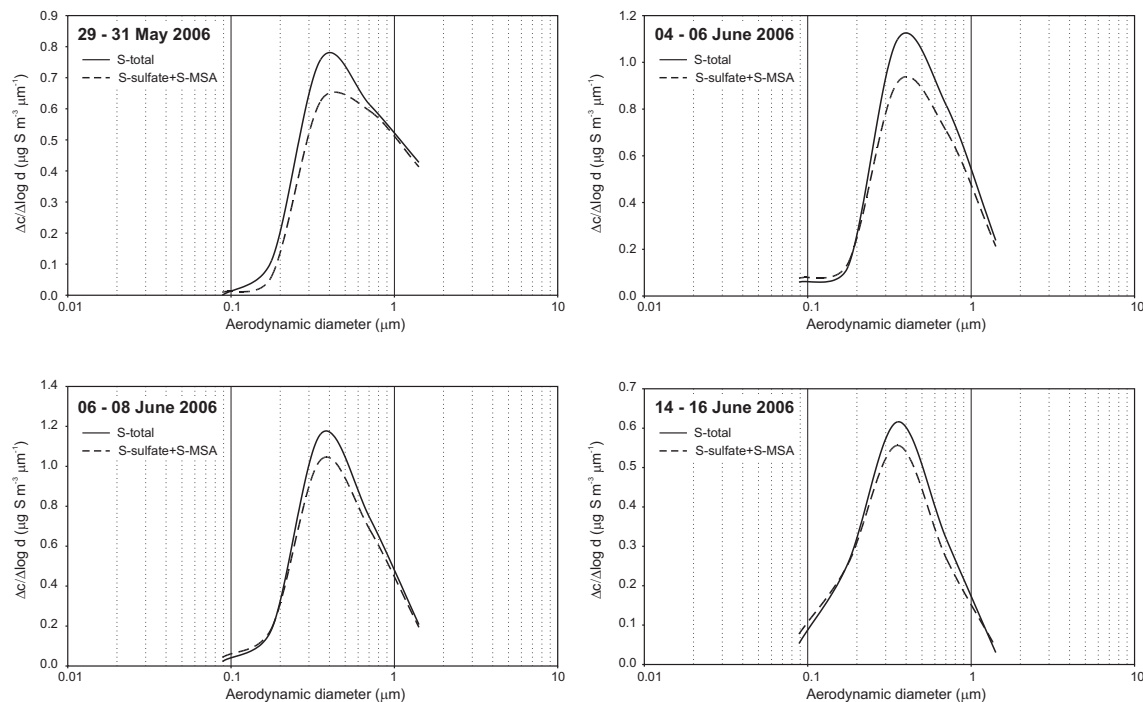 29 - 31 May 2006
S-total
S-sulfate+S-MSA
Δc/Δlog d (μg S m⁻³ μm⁻¹)
0.9
0.8
0.7
0.6
0.5
0.4
0.3
0.2
0.1
0.0
0.01 0.1 1 10
Aerodynamic diameter (μm)
04 - 06 June 2006
S-total
S-sulfate+S-MSA
Δc/Δlog d (μg S m⁻³ μm⁻¹)
1.2
1.0
0.8
0.6
0.4
0.2
0.0
0.01 0.1 1 10
Aerodynamic diameter (μm)
06 - 08 June 2006
S-total
S-sulfate+S-MSA
Δc/Δlog d (μg S m⁻³ μm⁻¹)
1.4
1.2
1.0
0.8
0.6
0.4
0.2
0.0
0.01 0.1 1 10
Aerodynamic diameter (μm)
14 - 16 June 2006
S-total
S-sulfate+S-MSA
Δc/Δlog d (μg S m⁻³ μm⁻¹)
0.7
0.6
0.5
0.4
0.3
0.2
0.1
0.0
0.01 0.1 1 10
Aerodynamic diameter (μm)